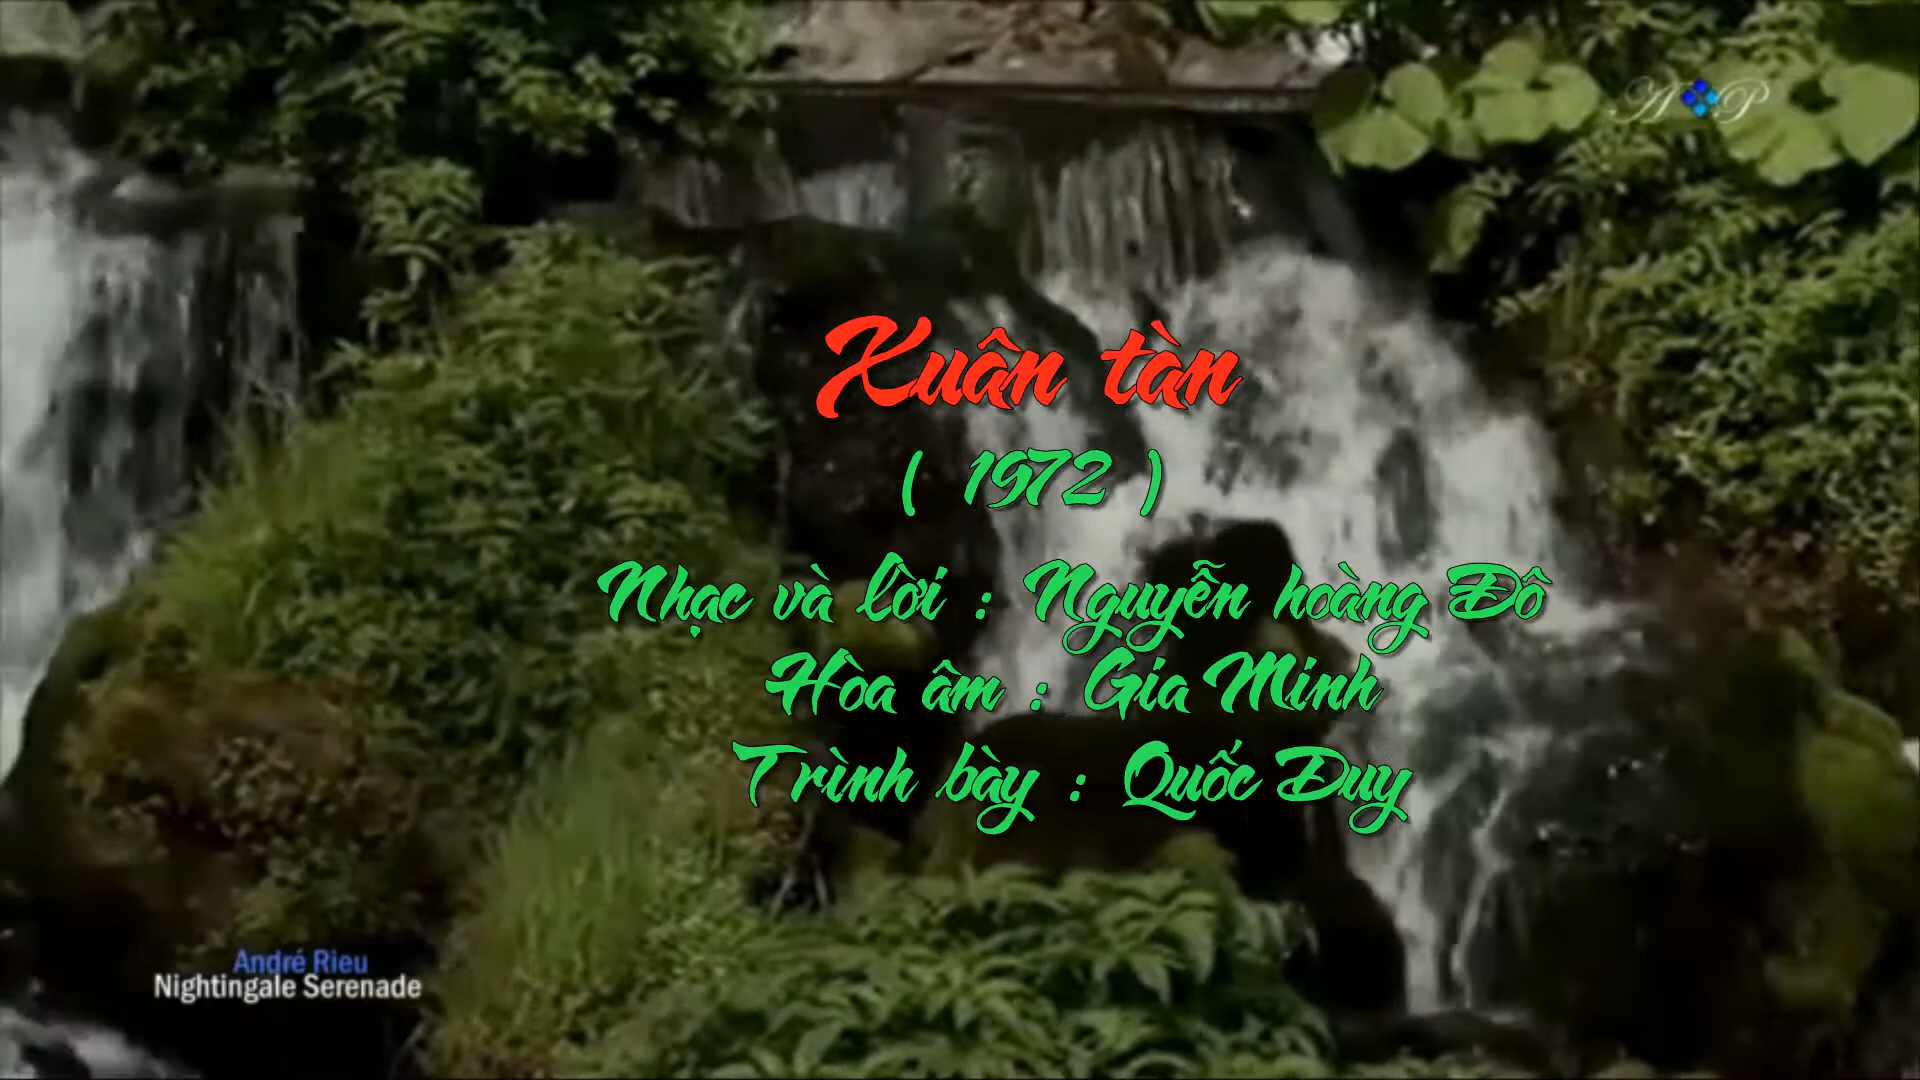 A P
Xuân tàn
( 1972 )
Nhạc và lời : Nguyễn hoàng Đô
Hòa âm : Gia Minh
Trình bày : Quốc Duy
André Rieu
Nightingale Serenade